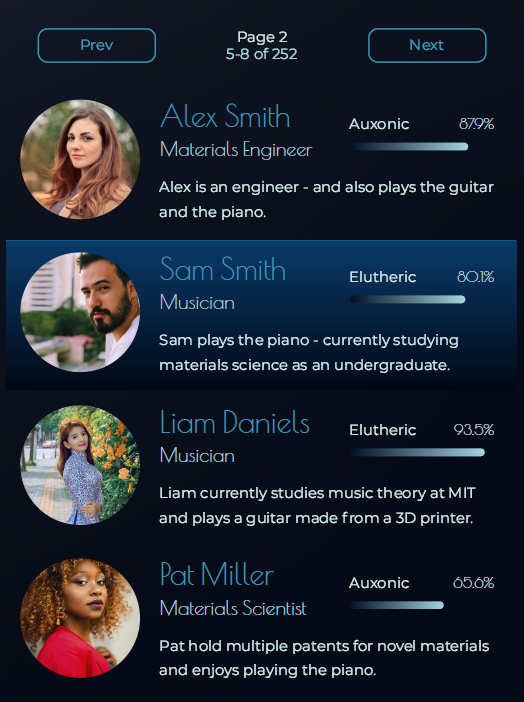 Prev
Page 2
5-8 of 252
Next
Alex Smith
Materials Engineer
Auxonic
87.9%
Alex is an engineer - and also plays the guitar
and the piano.
Sam Smith
Musician
Elutheric
80.1%
Sam plays the piano - currently studying
materials science as an undergraduate.
Liam Daniels
Musician
Elutheric
93.5%
Liam currently studies music theory at MIT
and plays a guitar made from a 3D printer.
Pat Miller
Materials Scientist
Auxonic
65.6%
Pat hold multiple patents for novel materials
and enjoys playing the piano.